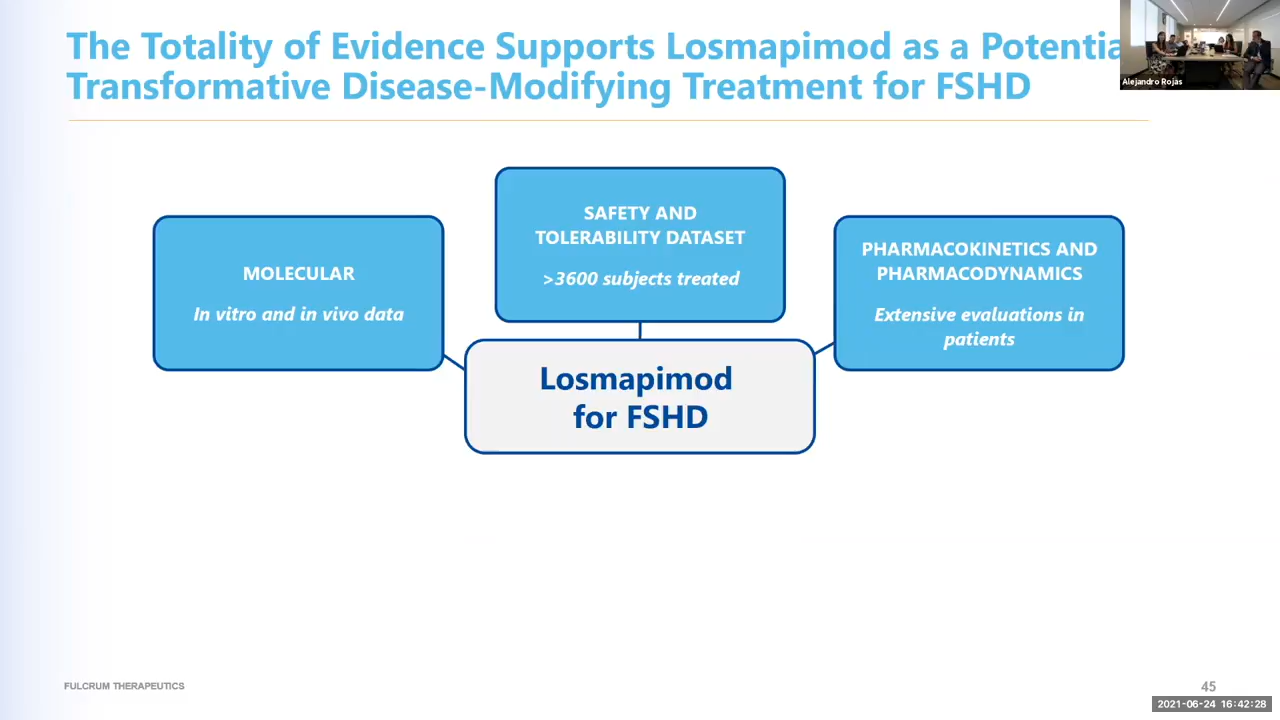 The Totality of Evidence Supports Losmapimod as a Potentia
Transformative Disease-Modifying Treatment for FSHD
Alejandro Rojas
MOLECULAR
In vitro and in vivo data
SAFETY AND
TOLERABILITY DATASET
>3600 subjects treated
PHARMACOKINETICS AND
PHARMACODYNAMICS
Extensive evaluations in
patients
Losmapimod
for FSHD
FULCRUM THERAPEUTICS
45
2021-06-24 16:42:28